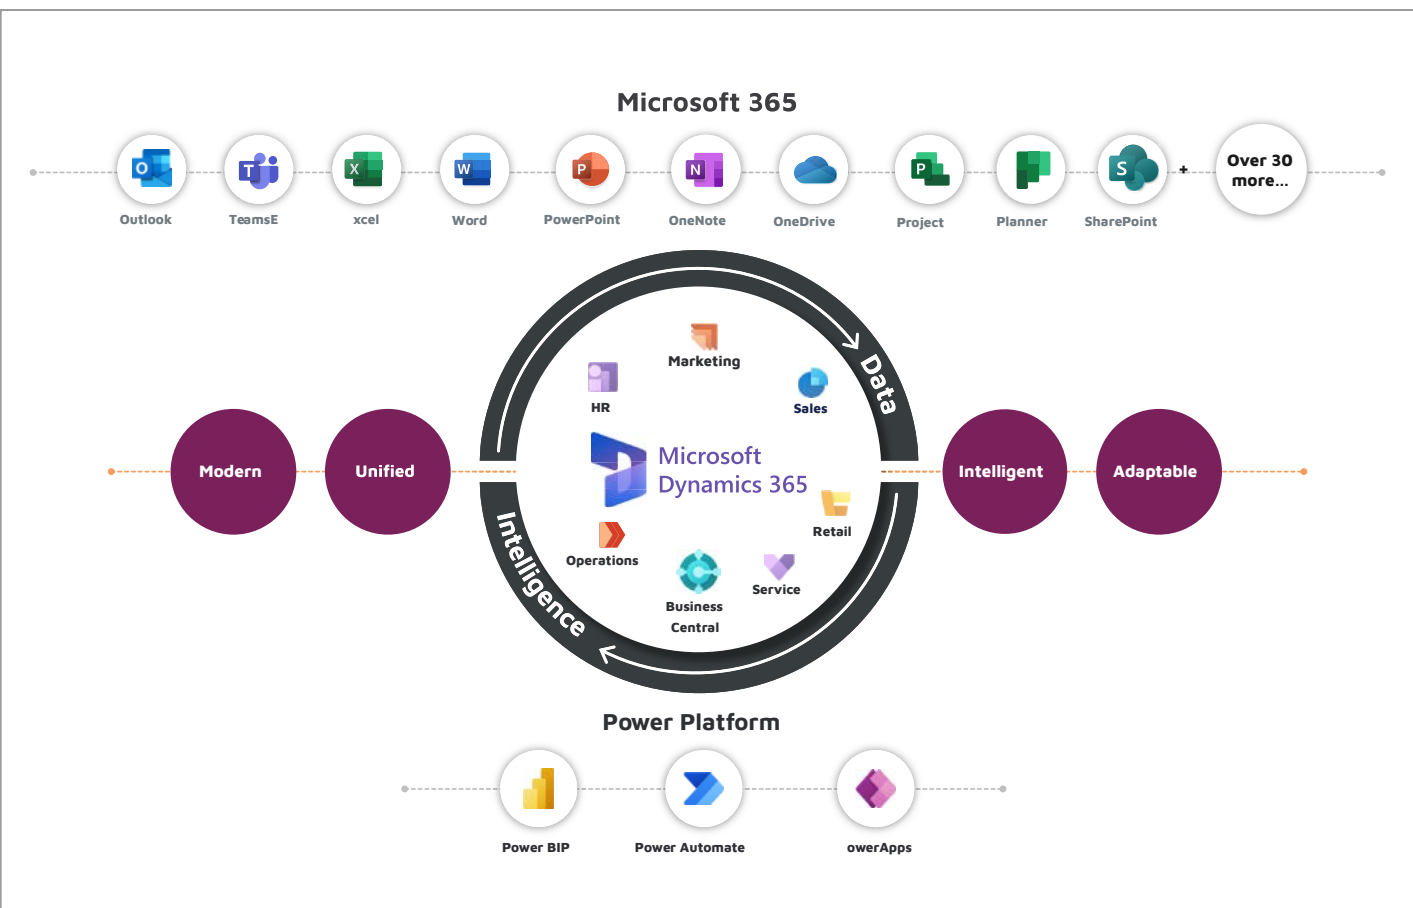 Microsoft 365
Over 30
more...
+
Outlook
TeamsE
xcel
Word
PowerPoint
OneNote
OneDrive
Project
Planner
SharePoint
Data
Marketing
HR
Sales
Modern
Unified
Microsoft
Dynamics 365
Intelligent
Adaptable
Retail
Operations
Service
Business
Central
Intelligence
Power Platform
Power BIP
Power Automate
owerApps